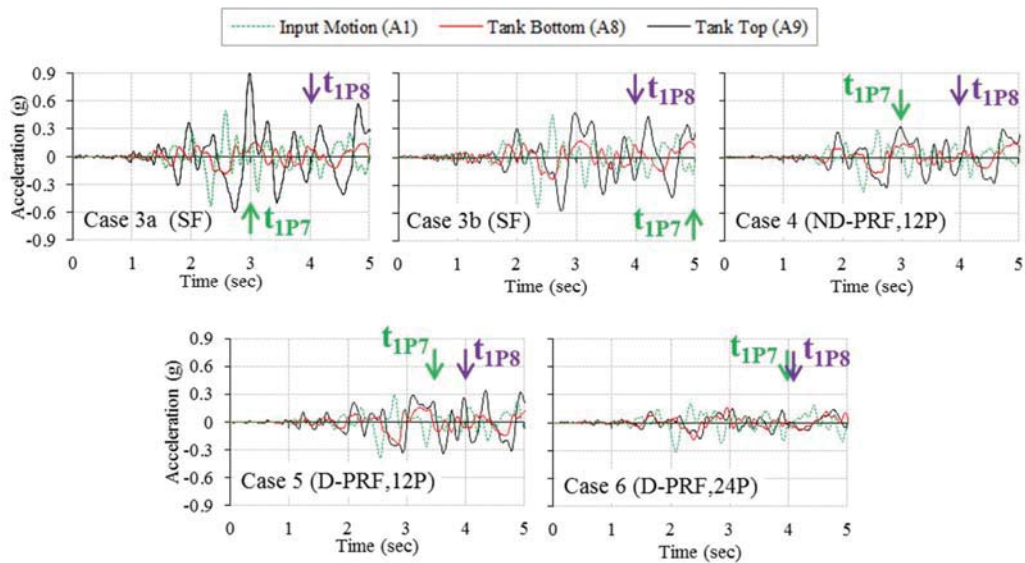 Input Motion (A1) Tank Bottom (A8) Tank Top (A9)
Acceleration (g)
0.9
0.6
0.3
0
-0.3
-0.6
-0.9
t1P8
t1P7
Case 3a (SF)
0 1 2 3 4 5
Time (sec)
t1P8
t1P7
Case 3b (SF)
0 1 2 3 4 5
Time (sec)
t1P7
t1P8
Case 4 (ND-PRF,12P)
0 1 2 3 4 5
Time (sec)
Acceleration (g)
0.9
0.6
0.3
0
-0.3
-0.6
-0.9
t1P7
t1P8
Case 5 (D-PRF,12P)
0 1 2 3 4 5
Time (sec)
t1P7
t1P8
Case 6 (D-PRF,24P)
0 1 2 3 4 5
Time (sec)